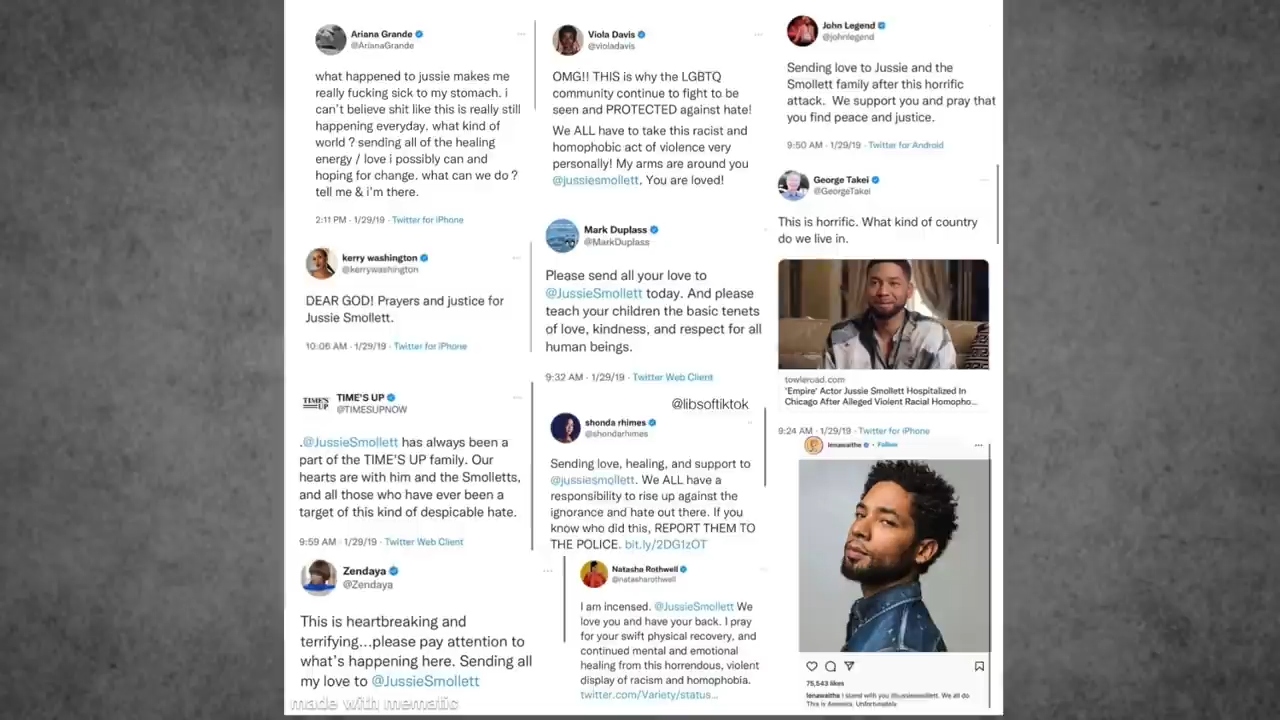 Ariana Grande
@ArianaGrande
what happened to jussie makes me
really fucking sick to my stomach. i
can't believe shit like this is really still
happening everyday. what kind of
world ? sending all of the healing
energy / love i possibly can and
hoping for change. what can we do ?
tell me & i'm there.
2:11 PM · 1/29/19 · Twitter for iPhone
kerry washington
@kerrywashington
DEAR GOD! Prayers and justice for
Jussie Smollett.
10:06 AM · 1/29/19 · Twitter for iPhone
TIME'S UP
TIME'S UP
@TIMESUPNOW
.@JussieSmollett has always been a
part of the TIME'S UP family. Our
hearts are with him and the Smolletts,
and all those who have ever been a
target of this kind of despicable hate.
9:59 AM · 1/29/19 · Twitter Web Client
Zendaya
@Zendaya
This is heartbreaking and
terrifying...please pay attention to
what's happening here. Sending all
my love to @JussieSmollett
made with mematic
Viola Davis
@violadavis
OMG!! THIS is why the LGBTQ
community continue to fight to be
seen and PROTECTED against hate!
We ALL have to take this racist and
homophobic act of violence very
personally! My arms are around you
@jussiesmollett. You are loved!
Mark Duplass
@MarkDuplass
Please send all your love to
@JussieSmollett today. And please
teach your children the basic tenets
of love, kindness, and respect for all
human beings.
9:32 AM · 1/29/19 · Twitter Web Client
@libsoftiktok
shonda rhimes
@shondarhimes
Sending love, healing, and support to
@jussiesmollett. We ALL have a
responsibility to rise up against the
ignorance and hate out there. If you
know who did this, REPORT THEM TO
THE POLICE. bit.ly/2DG1zOT
Natasha Rothwell
@natasharothwell
I am incensed. @JussieSmollett We
love you and have your back. I pray
for your swift physical recovery, and
continued mental and emotional
healing from this horrendous, violent
display of racism and homophobia.
twitter.com/Variety/status...
John Legend
@johnlegend
Sending love to Jussie and the
Smollett family after this horrific
attack. We support you and pray that
you find peace and justice.
9:50 AM · 1/29/19 · Twitter for Android
George Takei
@GeorgeTakei
This is horrific. What kind of country
do we live in.
towleroad.com
'Empire' Actor Jussie Smollett Hospitalized In
Chicago After Alleged Violent Racial Homopho...
9:24 AM · 1/29/19 · Twitter for iPhone
lenawaithe · Follow
75,543 likes
lenawaithe I stand with you @jussiesmollett. We all do
This is America. Unfortunately.